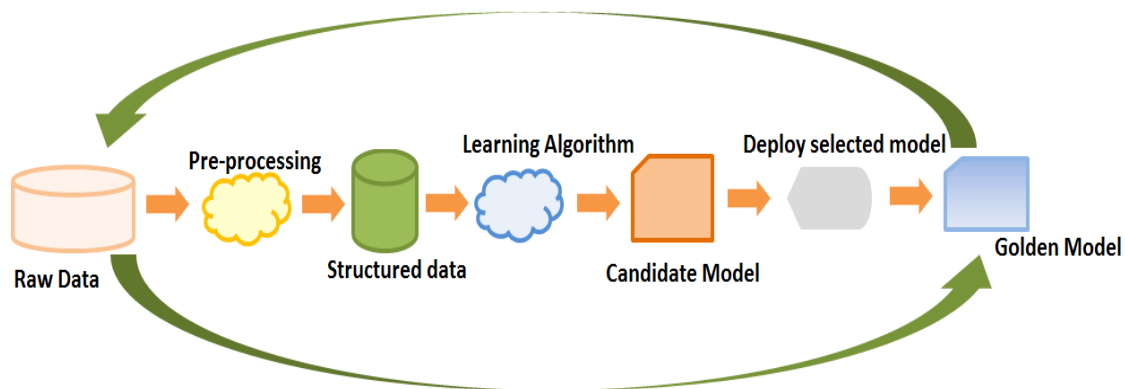 Pre-processing
Learning Algorithm
Deploy selected model
Raw Data
Structured data
Candidate Model
Golden Model